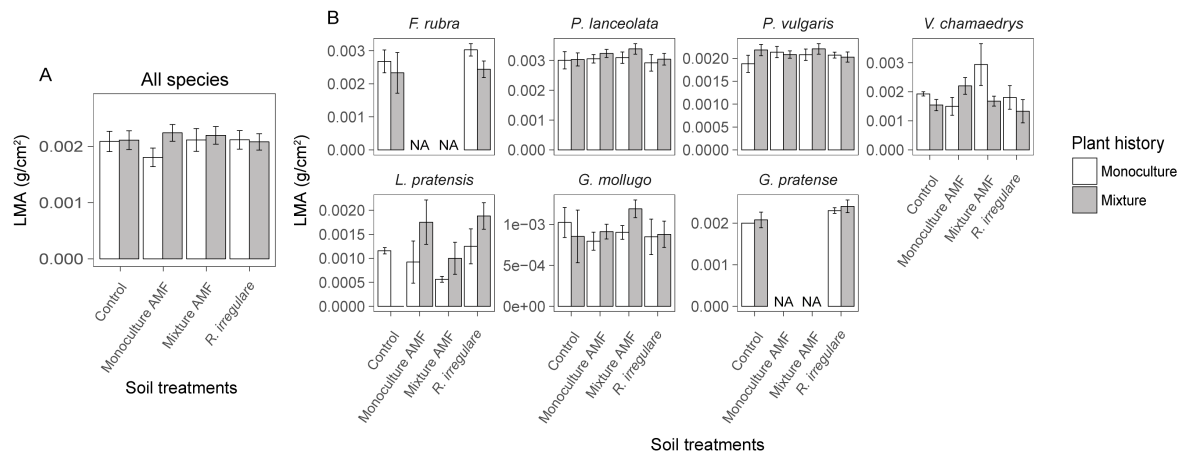 A
All species
LMA (g/cm²)
0.002
0.001
0.000
Control
Monoculture AMF
Mixture AMF
R. irregulare
Soil treatments
B
LMA (g/cm²)
F. rubra
0.003
0.002
0.001
0.000
NA NA
P. lanceolata
0.003
0.002
0.001
0.000
P. vulgaris
0.0020
0.0015
0.0010
0.0005
0.0000
V. chamaedrys
0.003
0.002
0.001
0.000
Control
Monoculture AMF
Mixture AMF
R. irregulare
L. pratensis
0.0020
0.0015
0.0010
0.0005
0.0000
Control
Monoculture AMF
Mixture AMF
R. irregulare
G. mollugo
1e−03
5e−04
0e+00
Control
Monoculture AMF
Mixture AMF
R. irregulare
G. pratense
0.002
0.001
0.000
NA NA
Control
Monoculture AMF
Mixture AMF
R. irregulare
Soil treatments
Plant history
Monoculture
Mixture